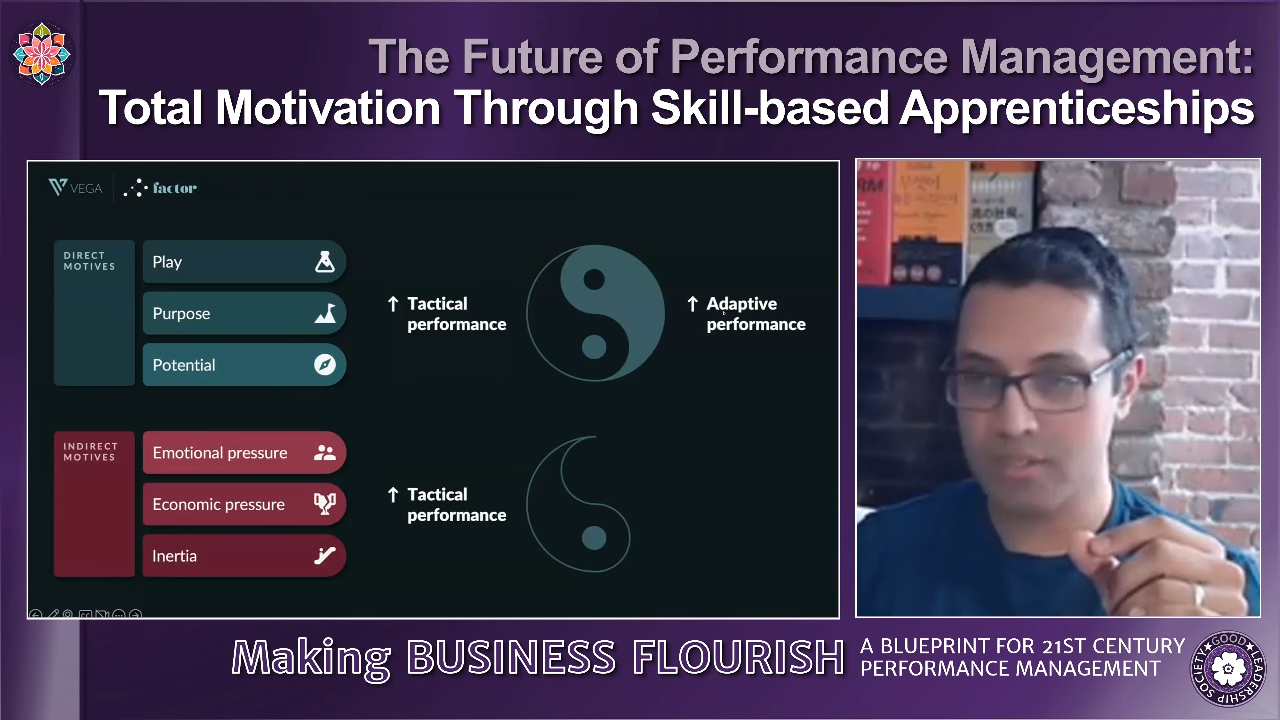 The Future of Performance Management:
Total Motivation Through Skill-based Apprenticeships
VEGA factor
DIRECT
MOTIVES
Play
Purpose
Potential
↑ Tactical
performance
↑ Adaptive
performance
INDIRECT
MOTIVES
Emotional pressure
Economic pressure
Inertia
↑ Tactical
performance
Making BUSINESS FLOURISH
A BLUEPRINT FOR 21ST CENTURY
PERFORMANCE MANAGEMENT
GOOD LEADERSHIP SOCIETY